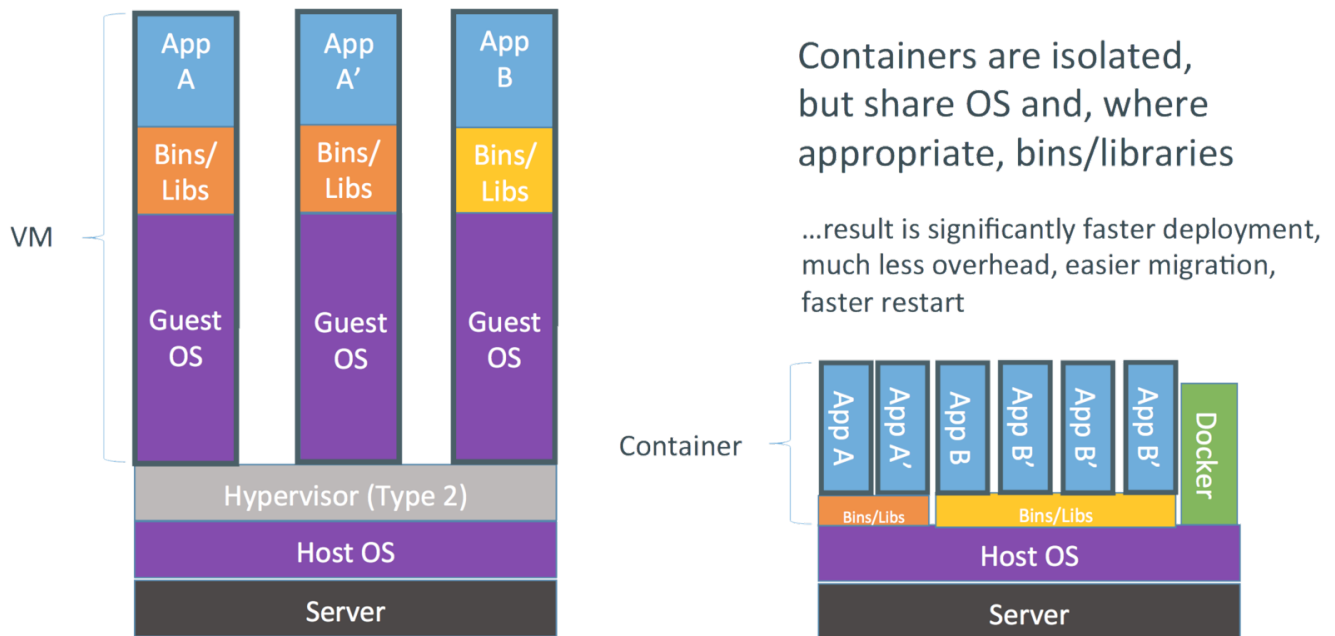 VM
App
A
Bins/
Libs
Guest
OS
App
A’
Bins/
Libs
Guest
OS
App
B
Bins/
Libs
Guest
OS
Hypervisor (Type 2)
Host OS
Server
Containers are isolated,
but share OS and, where
appropriate, bins/libraries
...result is significantly faster deployment,
much less overhead, easier migration,
faster restart
Container
App A
App A’
App B
App B’
App B’
App B’
Docker
Bins/Libs
Bins/Libs
Host OS
Server